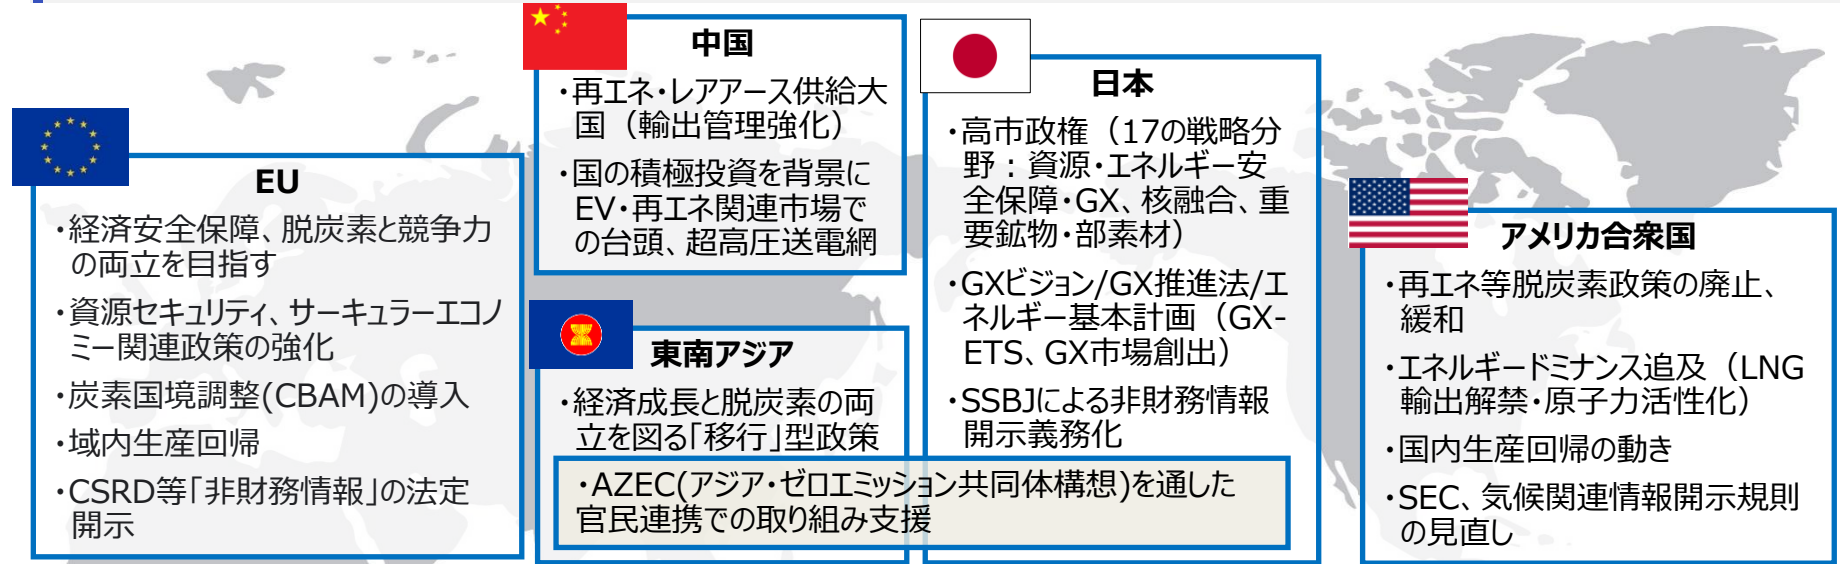 EU
・経済安全保障、脱炭素と競争力
の両立を目指す
・資源セキュリティ、サーキュラーエコノ
ミー関連政策の強化
・炭素国境調整(CBAM)の導入
・域内生産回帰
・CSRD等「非財務情報」の法定
開示
中国
・再エネ・レアアース供給大
国（輸出管理強化）
・国の積極投資を背景に
EV・再エネ関連市場で
の台頭、超高圧送電網
東南アジア
・経済成長と脱炭素の両
立を図る「移行」型政策
・AZEC(アジア・ゼロエミッション共同体構想)を通した
官民連携での取り組み支援
日本
・高市政権（17の戦略分
野：資源・エネルギー安
全保障・GX、核融合、重
要鉱物・部素材）
・GXビジョン/GX推進法/エ
ネルギー基本計画（GX-
ETS、GX市場創出）
・SSBJによる非財務情報
開示義務化
アメリカ合衆国
・再エネ等脱炭素政策の廃止、
緩和
・エネルギードミナンス追及（LNG
輸出解禁・原子力活性化）
・国内生産回帰の動き
・SEC、気候関連情報開示規則
の見直し